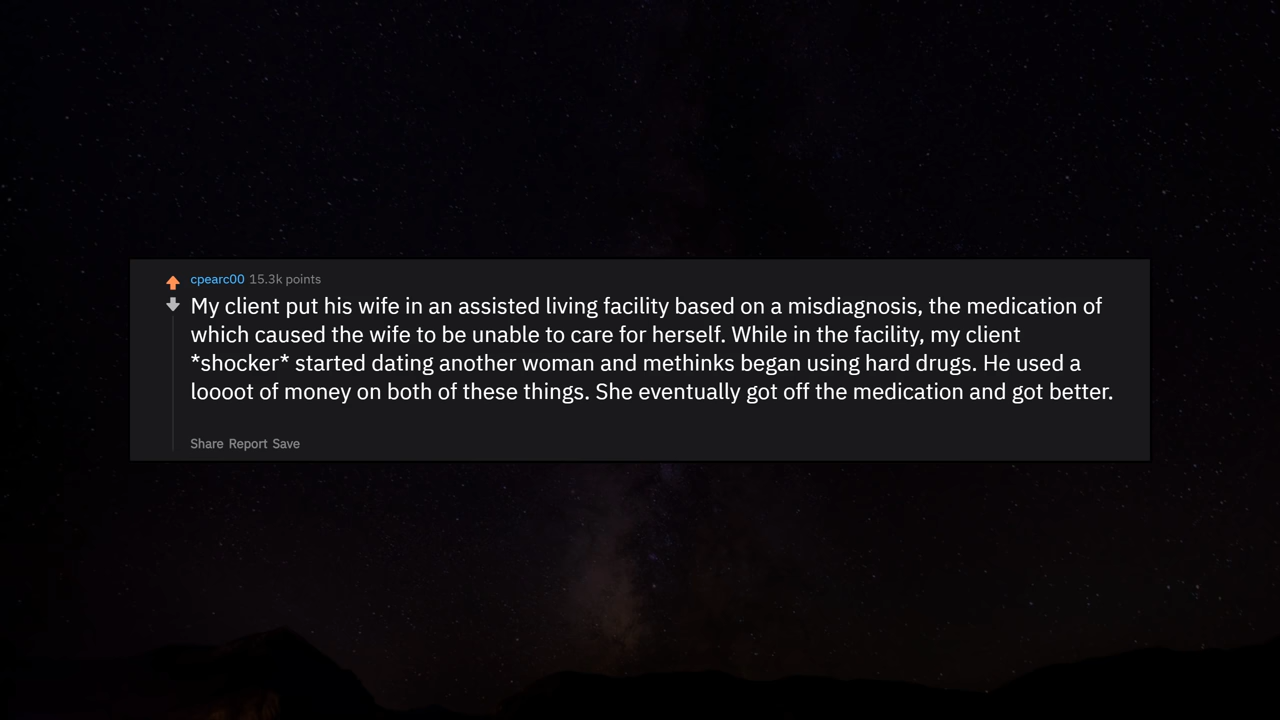 cpearc00 15.3k points
My client put his wife in an assisted living facility based on a misdiagnosis, the medication of
which caused the wife to be unable to care for herself. While in the facility, my client
*shocker* started dating another woman and methinks began using hard drugs. He used a
loooot of money on both of these things. She eventually got off the medication and got better.
Share Report Save